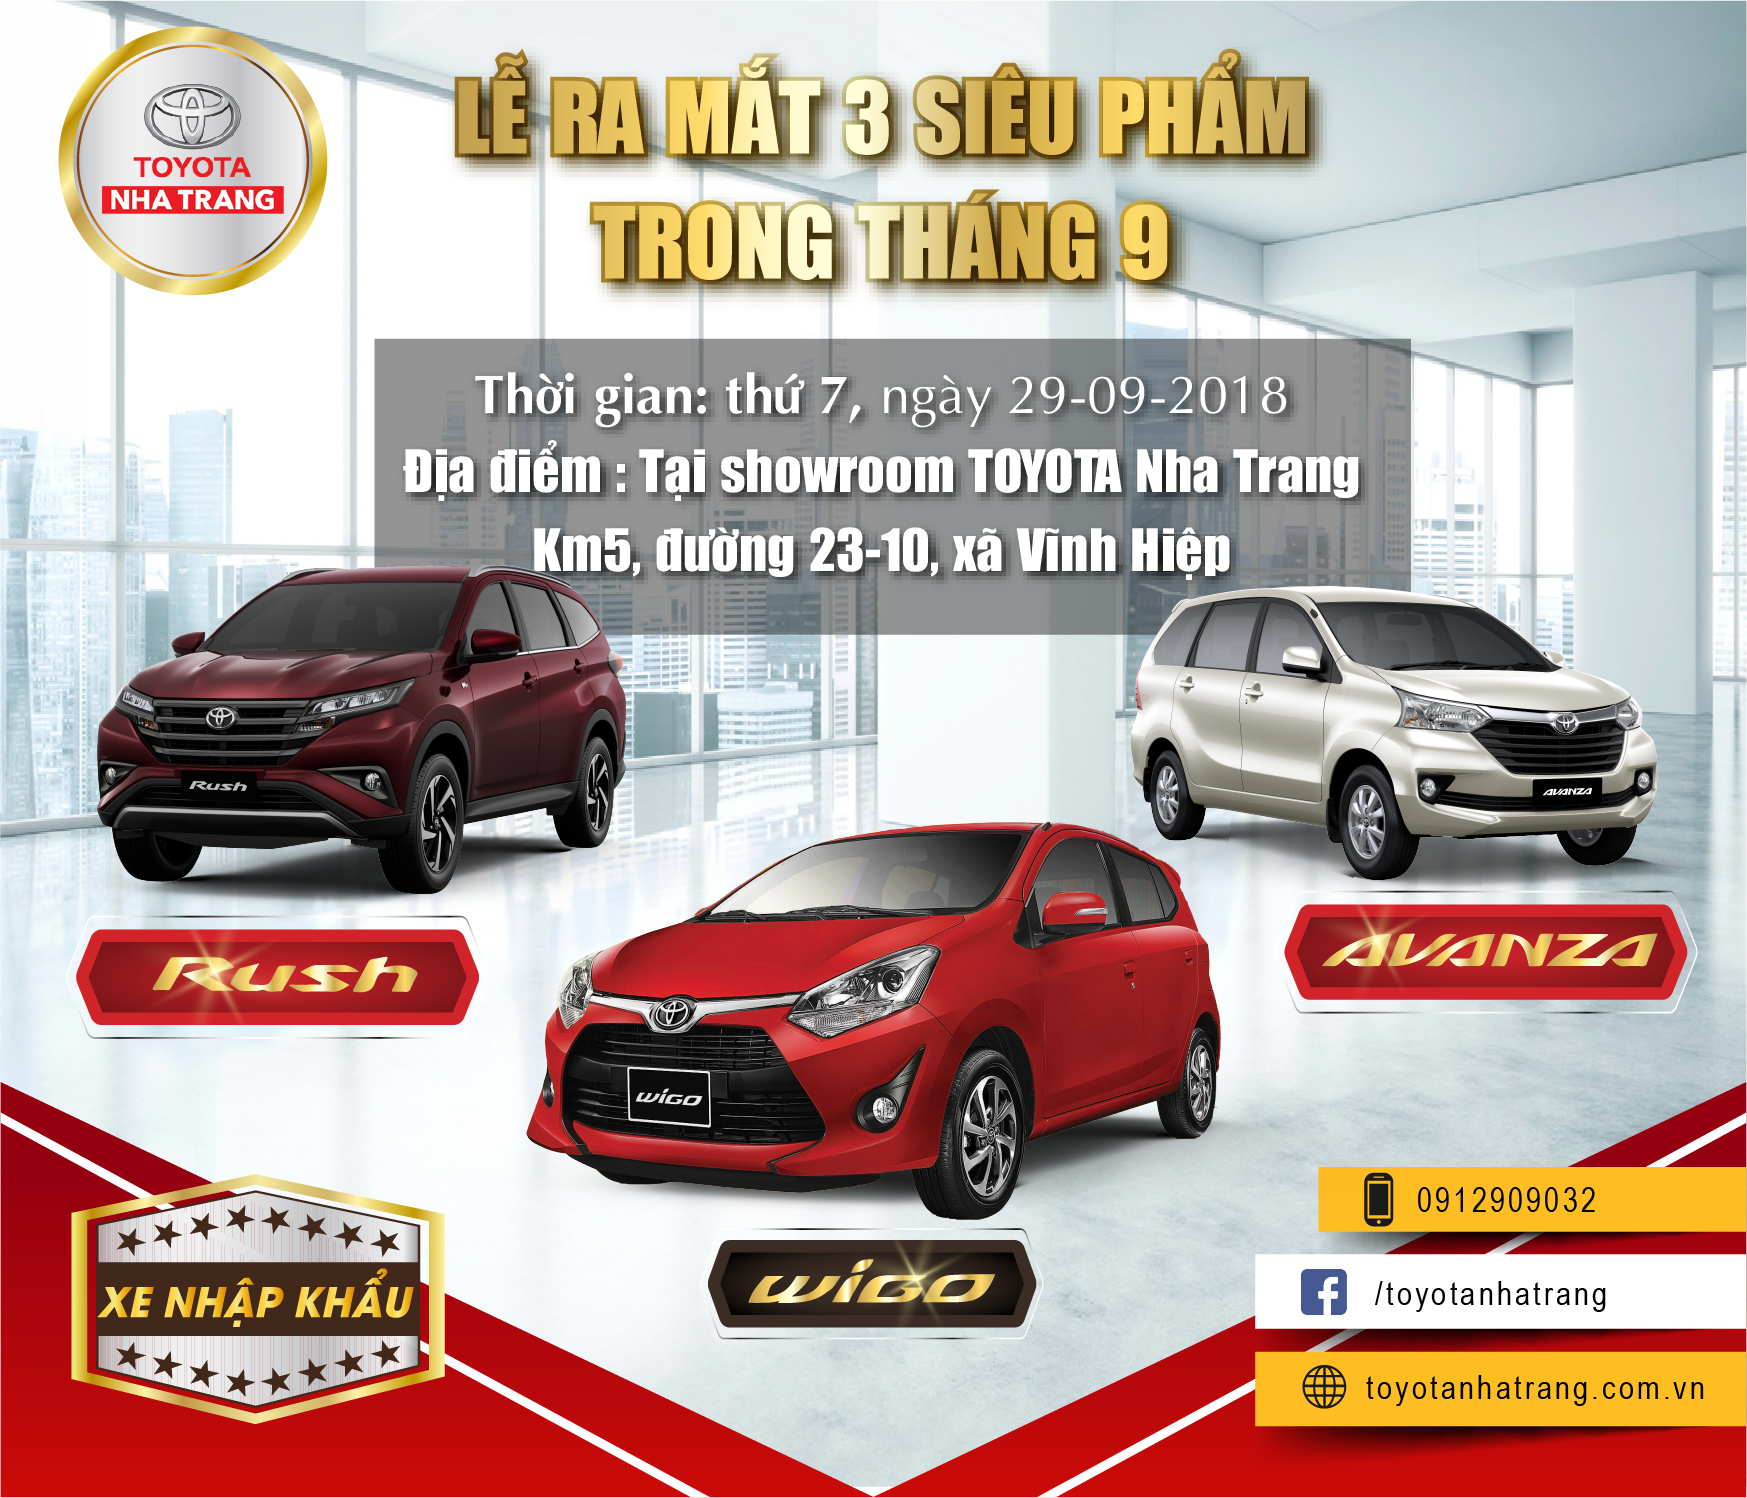 TOYOTA
NHA TRANG
LỄ RA MẮT 3 SIÊU PHẨM
TRONG THÁNG 9
Thời gian: thứ 7, ngày 29-09-2018
Địa điểm : Tại showroom TOYOTA Nha Trang
Km5, đường 23-10, xã Vĩnh Hiệp
Rush
AVANZA
Rush
AVANZA
WiGO
WiGO
XE NHẬP KHẨU
0912909032
/toyotanhatrang
toyotanhatrang.com.vn